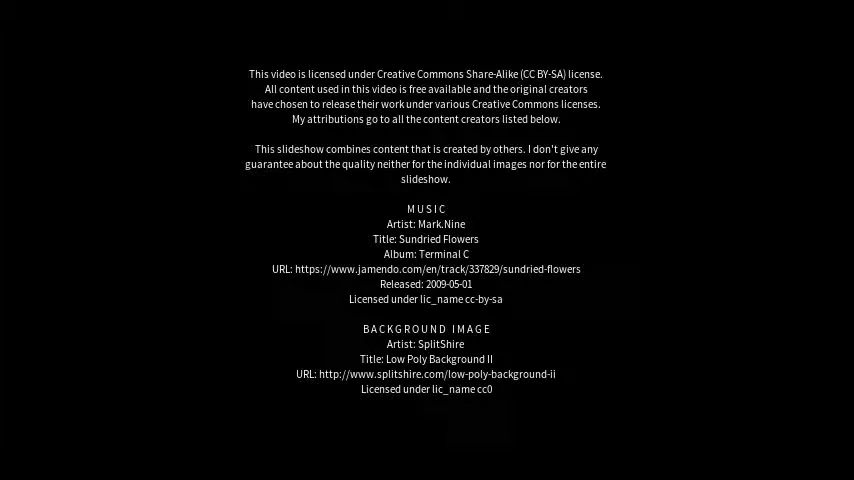 This video is licensed under Creative Commons Share-Alike (CC BY-SA) license.
All content used in this video is free available and the original creators
have chosen to release their work under various Creative Commons licenses.
My attributions go to all the content creators listed below.
This slideshow combines content that is created by others. I don't give any
guarantee about the quality neither for the individual images nor for the entire
slideshow.
MUSIC
Artist: Mark.Nine
Title: Sundried Flowers
Album: Terminal C
URL: https://www.jamendo.com/en/track/337829/sundried-flowers
Released: 2009-05-01
Licensed under lic_name cc-by-sa
BACKGROUND IMAGE
Artist: SplitShire
Title: Low Poly Background II
URL: http://www.splitshire.com/low-poly-background-ii
Licensed under lic_name cc0